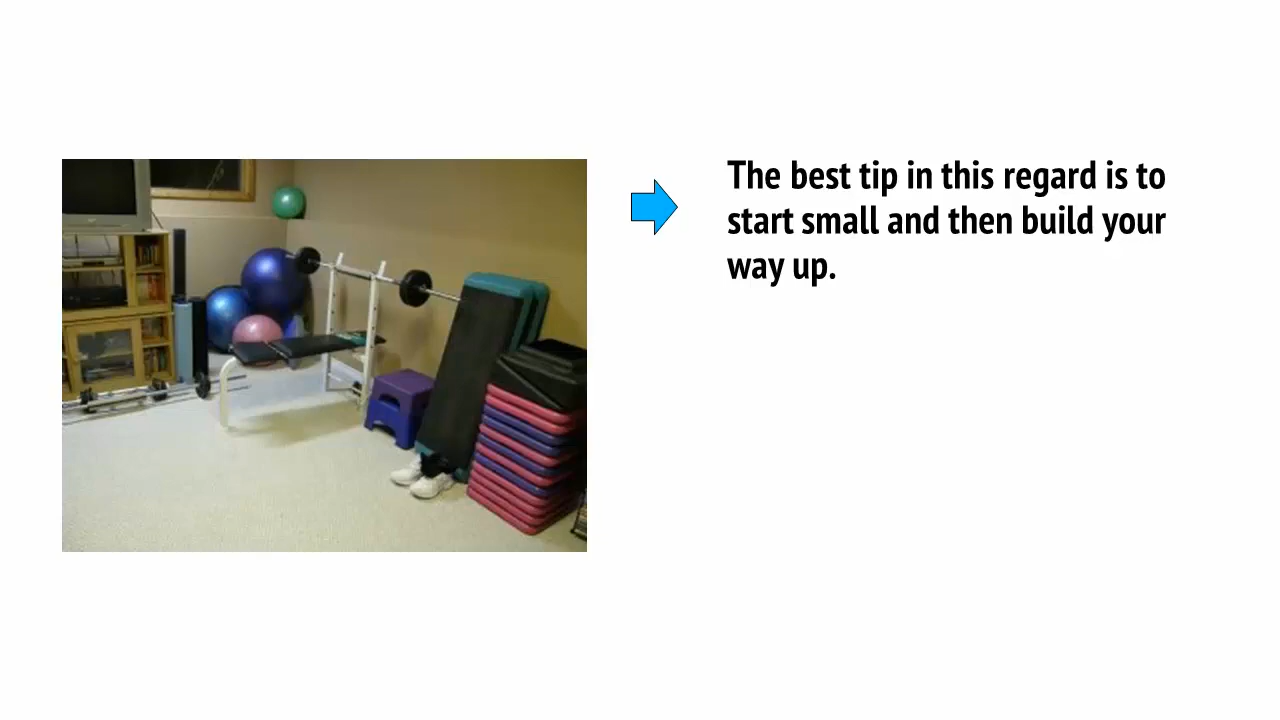 The best tip in this regard is to
start small and then build your
way up.